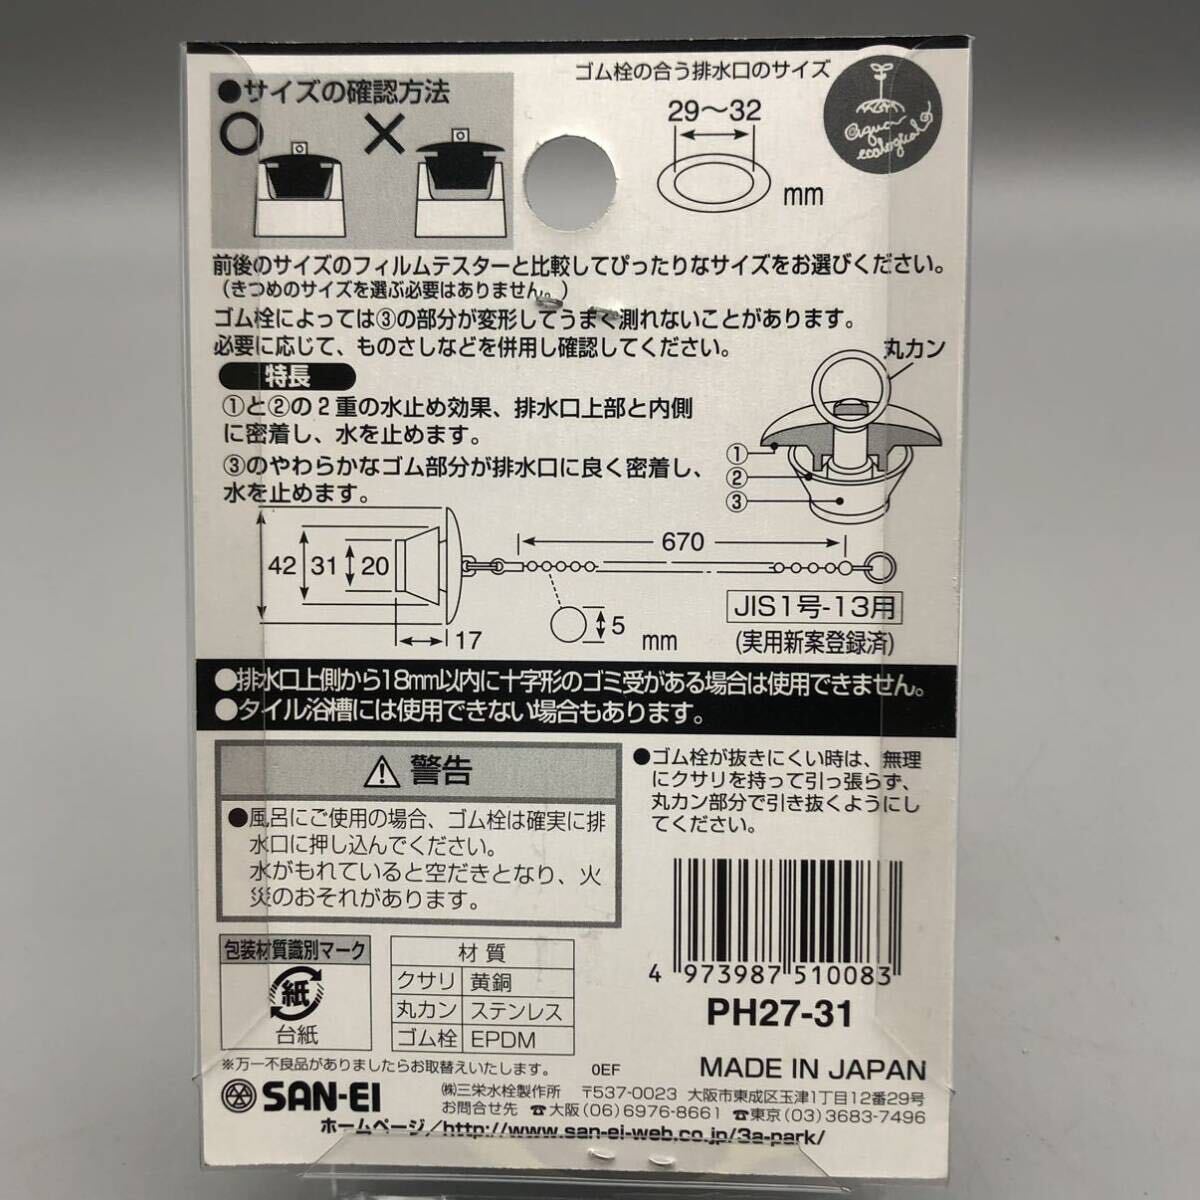 ●サイズの確認方法
ゴム栓の合う排水口のサイズ
29〜32
mm
aqua
ecological
前後のサイズのフィルムテスターと比較してぴったりなサイズをお選びください。
(きつめのサイズを選ぶ必要はありません。)
ゴム栓によっては③の部分が変形してうまく測れないことがあります。
必要に応じて、ものさしなどを併用し確認してください。
丸カン
特長
①と②の2重の水止め効果、排水口上部と内側
に密着し、水を止めます。
③のやわらかなゴム部分が排水口に良く密着し、
水を止めます。
①
②
③
42
31
20
17
670
5
mm
JIS1号-13用
(実用新案登録済)
●排水口上側から18mm以内に十字形のゴミ受がある場合は使用できません。
●タイル浴槽には使用できない場合もあります。
⚠警告
●風呂にご使用の場合、ゴム栓は確実に排
水口に押し込んでください。
水がもれていると空だきとなり、火
災のおそれがあります。
●ゴム栓が抜きにくい時は、無理
にクサリを持って引っ張らず、
丸カン部分で引き抜くようにし
てください。
包装材質識別マーク
紙
台紙
材質
クサリ 黄銅
丸カン ステンレス
ゴム栓 EPDM
4 973987 510083
PH27-31
※万一不良品がありましたらお取替えいたします。
0EF
MADE IN JAPAN
SAN-EI
㈱三栄水栓製作所 〒537-0023 大阪市東成区玉津1丁目12番29号
お問合せ先 ☎大阪(06)6976-8661 ☎東京(03)3683-7496
ホームページ/http://www.san-ei-web.co.jp/3a-park/